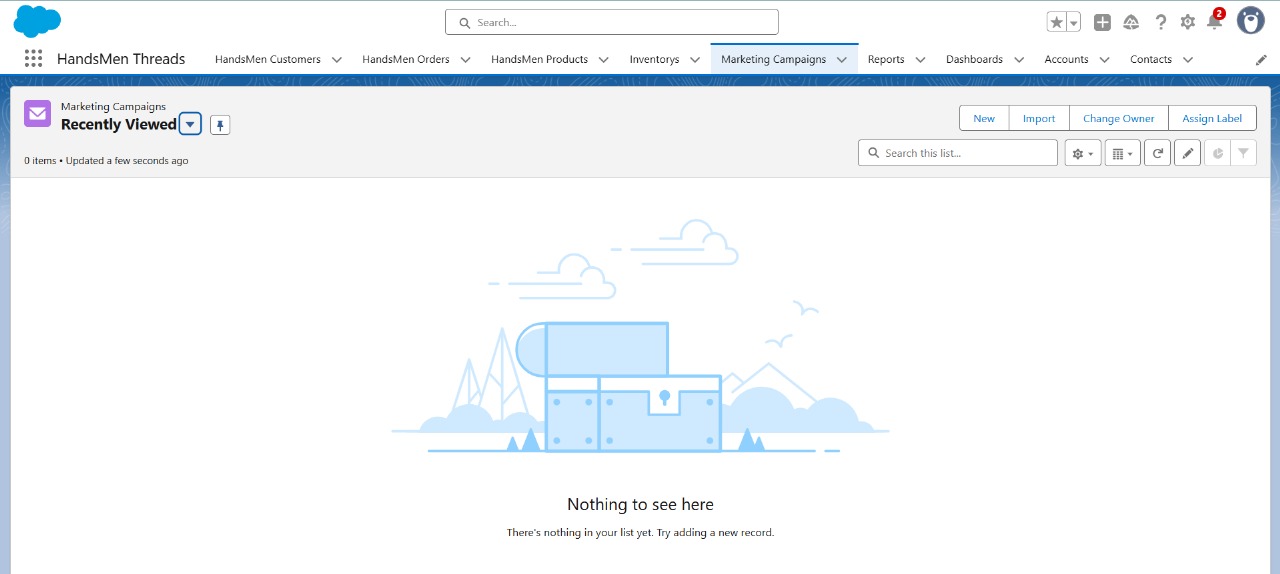 Search...
2
HandsMen Threads
HandsMen Customers
HandsMen Orders
HandsMen Products
Inventorys
Marketing Campaigns
Reports
Dashboards
Accounts
Contacts
Marketing Campaigns
Recently Viewed
New
Import
Change Owner
Assign Label
0 items • Updated a few seconds ago
Search this list...
Nothing to see here
There's nothing in your list yet. Try adding a new record.